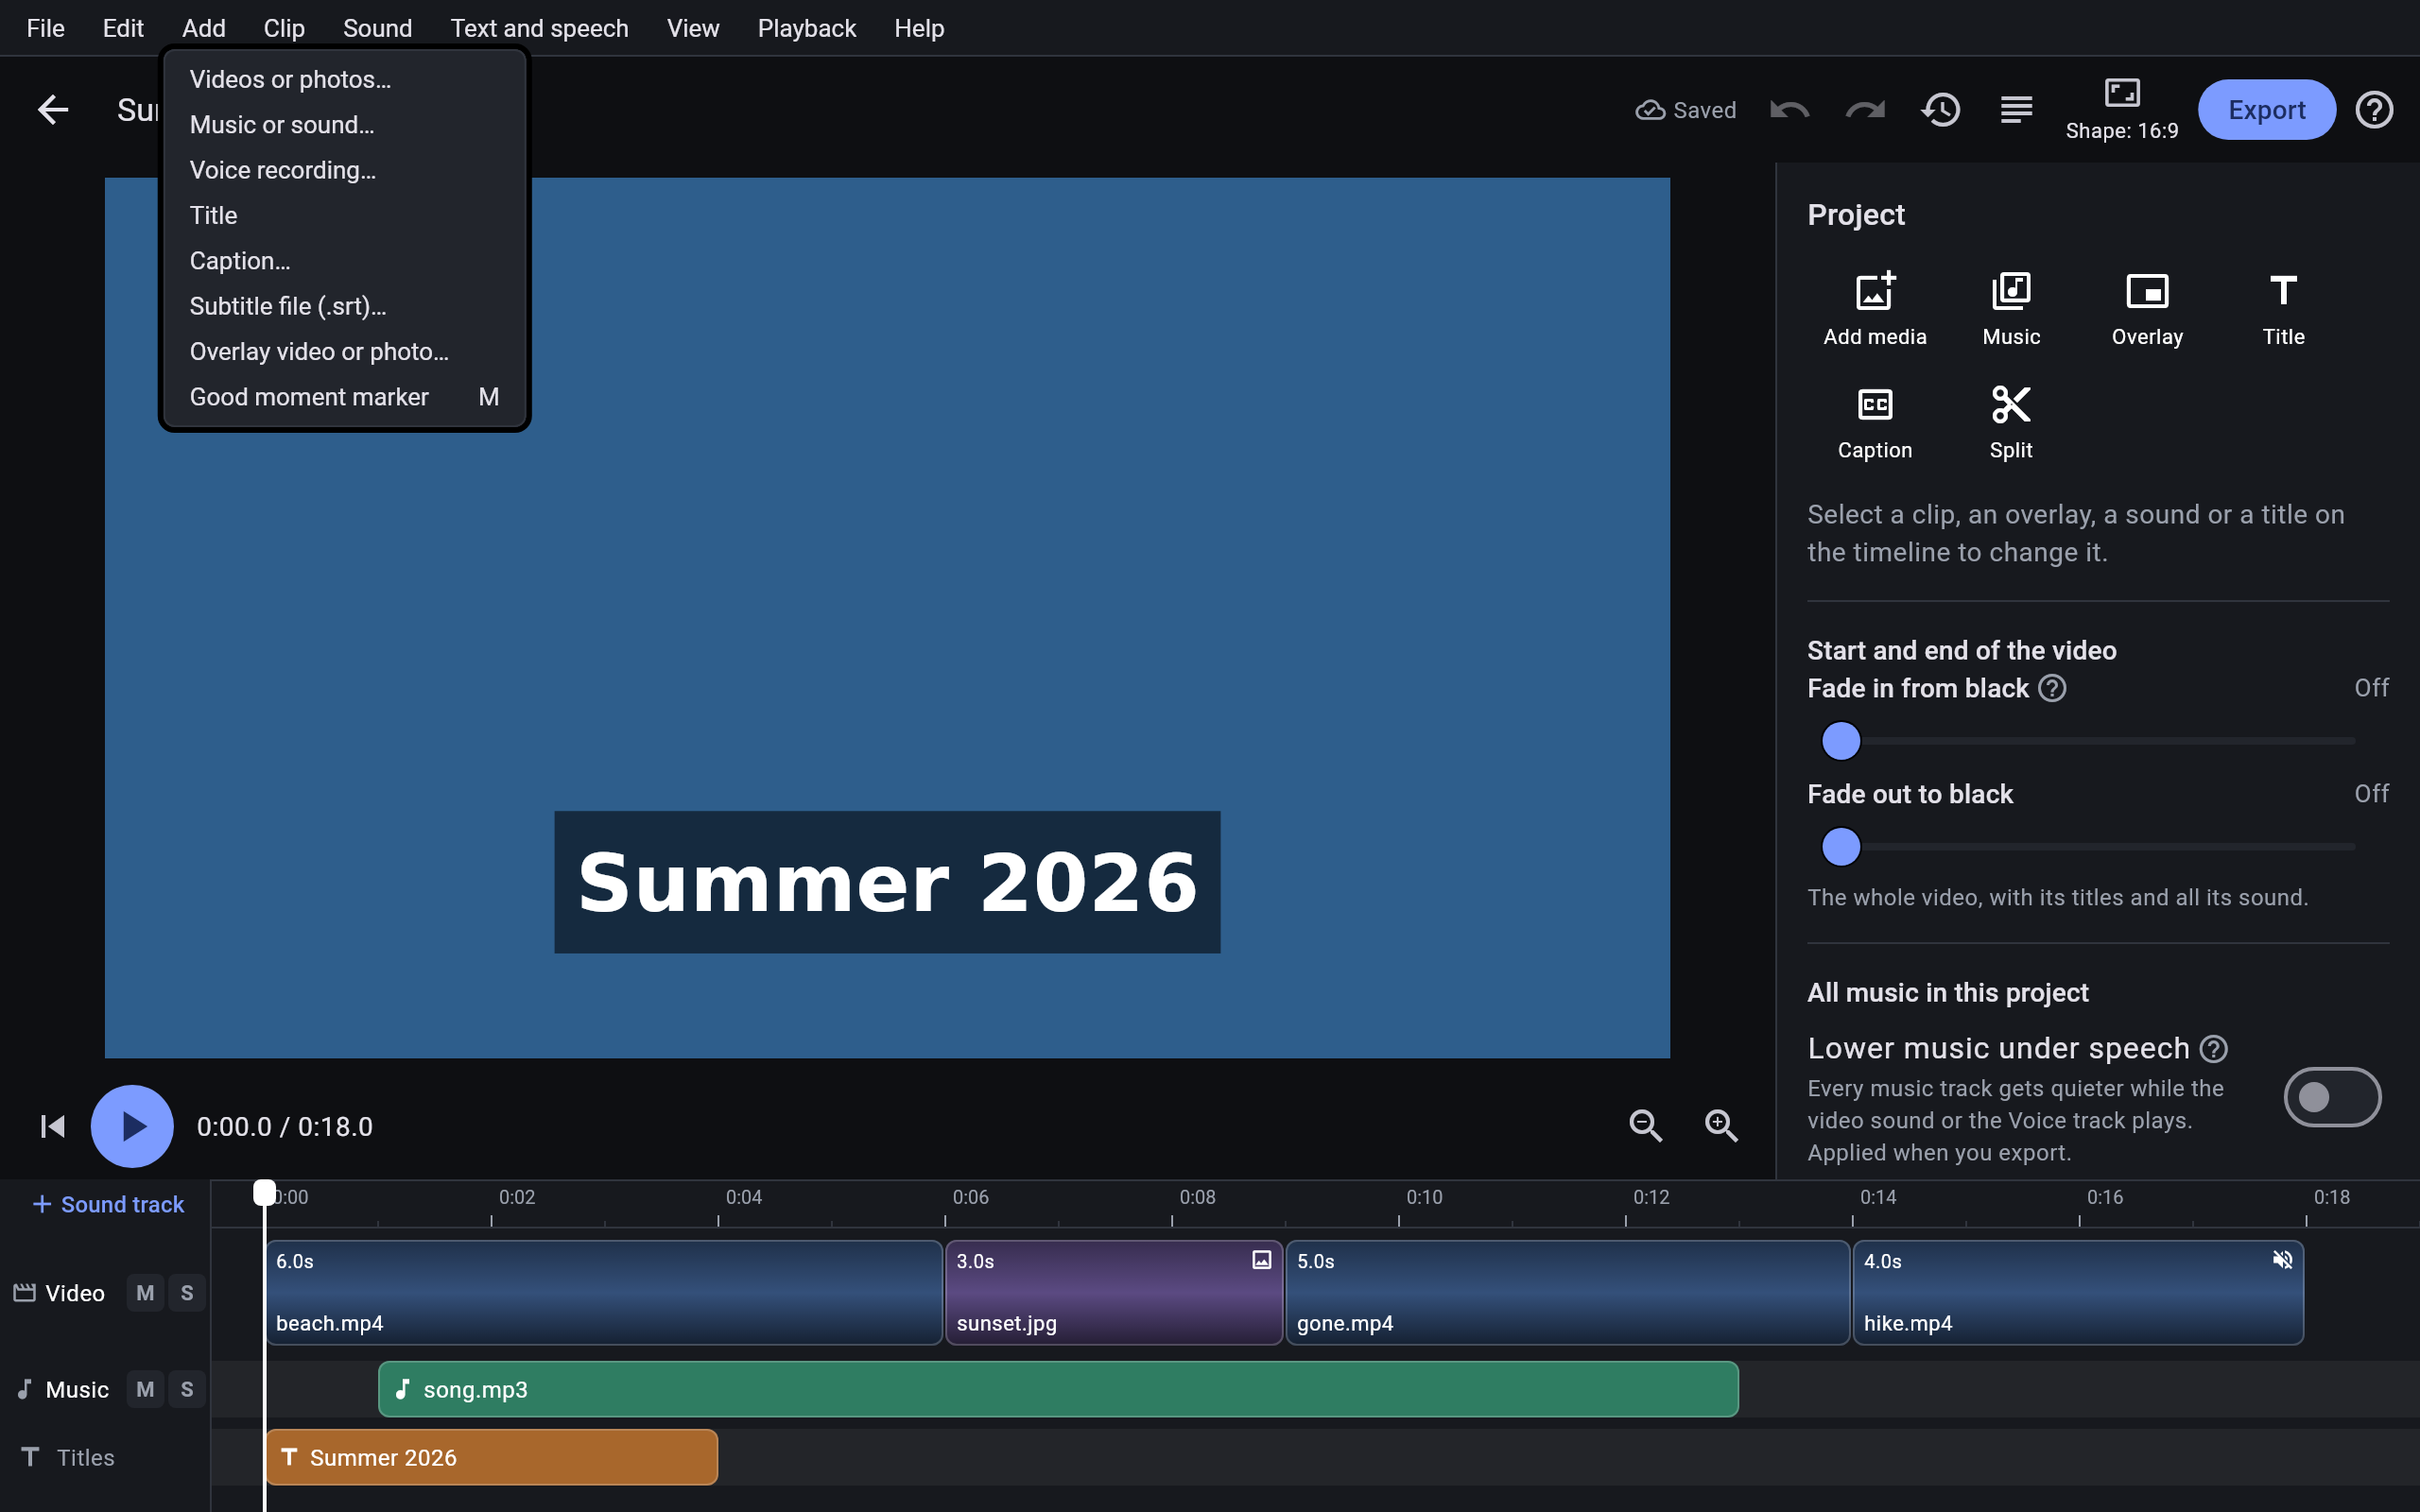 File Edit Add Clip Sound Text and speech View Playback Help
Videos or photos…
Music or sound…
Voice recording…
Title
Caption…
Subtitle file (.srt)…
Overlay video or photo…
Good moment marker M
Saved
Shape: 16:9
Export
Summer 2026
0:00.0 / 0:18.0
Project
Add media Music Overlay Title
Caption Split
Select a clip, an overlay, a sound or a title on
the timeline to change it.
Start and end of the video
Fade in from black Off
Fade out to black Off
The whole video, with its titles and all its sound.
All music in this project
Lower music under speech
Every music track gets quieter while the
video sound or the Voice track plays.
Applied when you export.
+ Sound track
0:00 0:02 0:04 0:06 0:08 0:10 0:12 0:14 0:16 0:18
Video M S
6.0s 3.0s 5.0s 4.0s
beach.mp4 sunset.jpg gone.mp4 hike.mp4
Music M S song.mp3
Titles Summer 2026